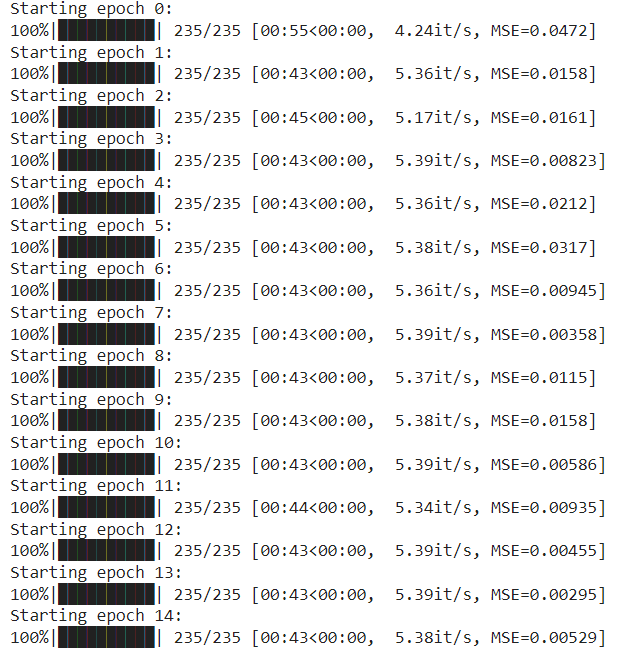 Starting epoch 0:
100%|██████████| 235/235 [00:55<00:00,  4.24it/s, MSE=0.0472]
Starting epoch 1:
100%|██████████| 235/235 [00:43<00:00,  5.36it/s, MSE=0.0158]
Starting epoch 2:
100%|██████████| 235/235 [00:45<00:00,  5.17it/s, MSE=0.0161]
Starting epoch 3:
100%|██████████| 235/235 [00:43<00:00,  5.39it/s, MSE=0.00823]
Starting epoch 4:
100%|██████████| 235/235 [00:43<00:00,  5.36it/s, MSE=0.0212]
Starting epoch 5:
100%|██████████| 235/235 [00:43<00:00,  5.38it/s, MSE=0.0317]
Starting epoch 6:
100%|██████████| 235/235 [00:43<00:00,  5.36it/s, MSE=0.00945]
Starting epoch 7:
100%|██████████| 235/235 [00:43<00:00,  5.39it/s, MSE=0.00358]
Starting epoch 8:
100%|██████████| 235/235 [00:43<00:00,  5.37it/s, MSE=0.0115]
Starting epoch 9:
100%|██████████| 235/235 [00:43<00:00,  5.38it/s, MSE=0.0158]
Starting epoch 10:
100%|██████████| 235/235 [00:43<00:00,  5.39it/s, MSE=0.00586]
Starting epoch 11:
100%|██████████| 235/235 [00:44<00:00,  5.34it/s, MSE=0.00935]
Starting epoch 12:
100%|██████████| 235/235 [00:43<00:00,  5.39it/s, MSE=0.00455]
Starting epoch 13:
100%|██████████| 235/235 [00:43<00:00,  5.39it/s, MSE=0.00295]
Starting epoch 14:
100%|██████████| 235/235 [00:43<00:00,  5.38it/s, MSE=0.00529]